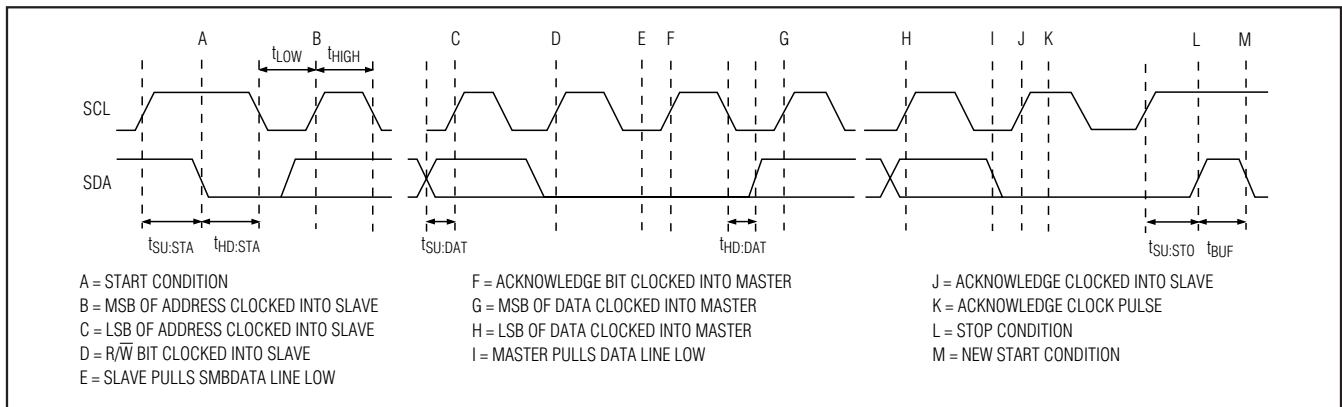 A B C D E F G H I J K L M
tLOW tHIGH
SCL
SDA
tSU:STA tHD:STA tSU:DAT tHD:DAT tSU:STO tBUF
A = START CONDITION
B = MSB OF ADDRESS CLOCKED INTO SLAVE
C = LSB OF ADDRESS CLOCKED INTO SLAVE
D = R/W̅ BIT CLOCKED INTO SLAVE
E = SLAVE PULLS SMBDATA LINE LOW
F = ACKNOWLEDGE BIT CLOCKED INTO MASTER
G = MSB OF DATA CLOCKED INTO MASTER
H = LSB OF DATA CLOCKED INTO MASTER
I = MASTER PULLS DATA LINE LOW
J = ACKNOWLEDGE CLOCKED INTO SLAVE
K = ACKNOWLEDGE CLOCK PULSE
L = STOP CONDITION
M = NEW START CONDITION